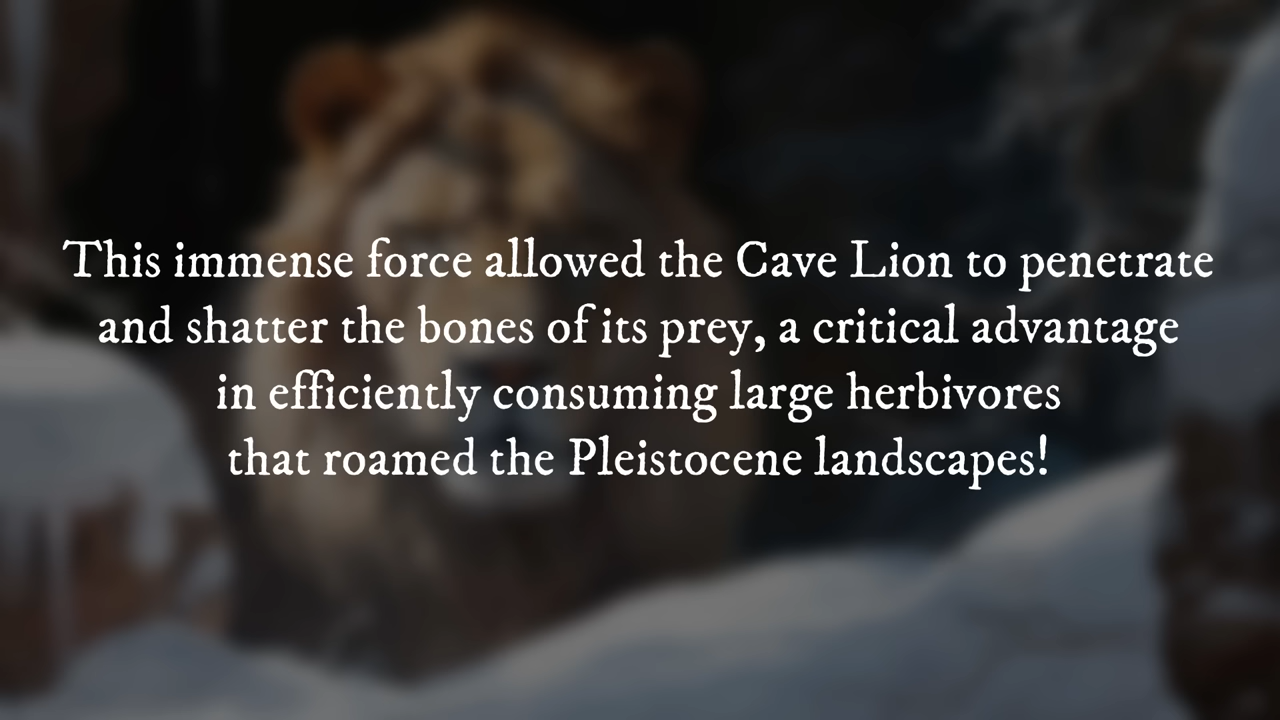 This immense force allowed the Cave Lion to penetrate
and shatter the bones of its prey, a critical advantage
in efficiently consuming large herbivores
that roamed the Pleistocene landscapes!